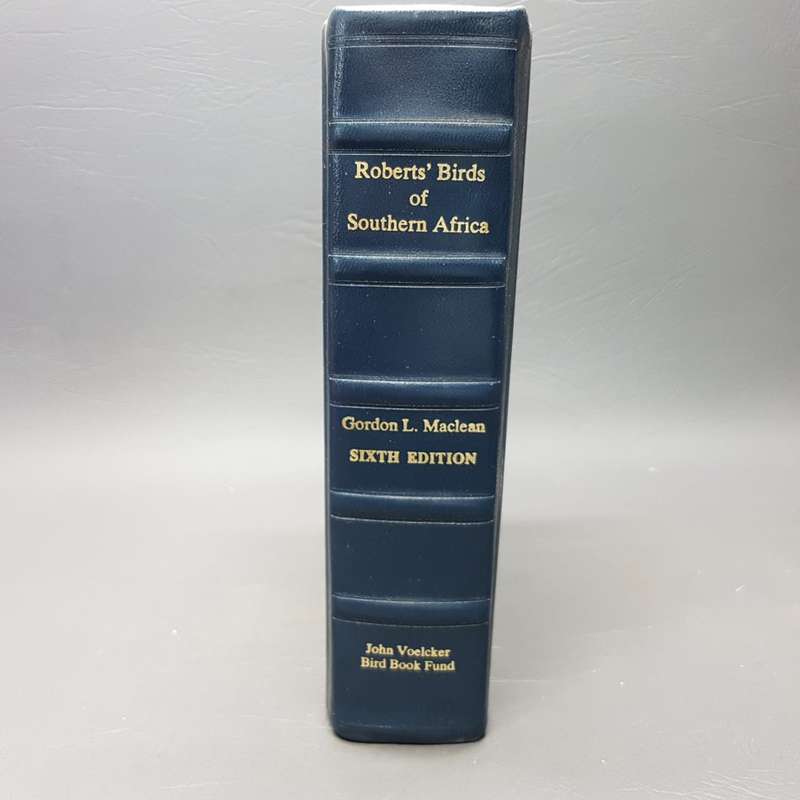 Roberts' Birds
of
Southern Africa
Gordon L. Maclean
SIXTH EDITION
John Voelcker
Bird Book Fund